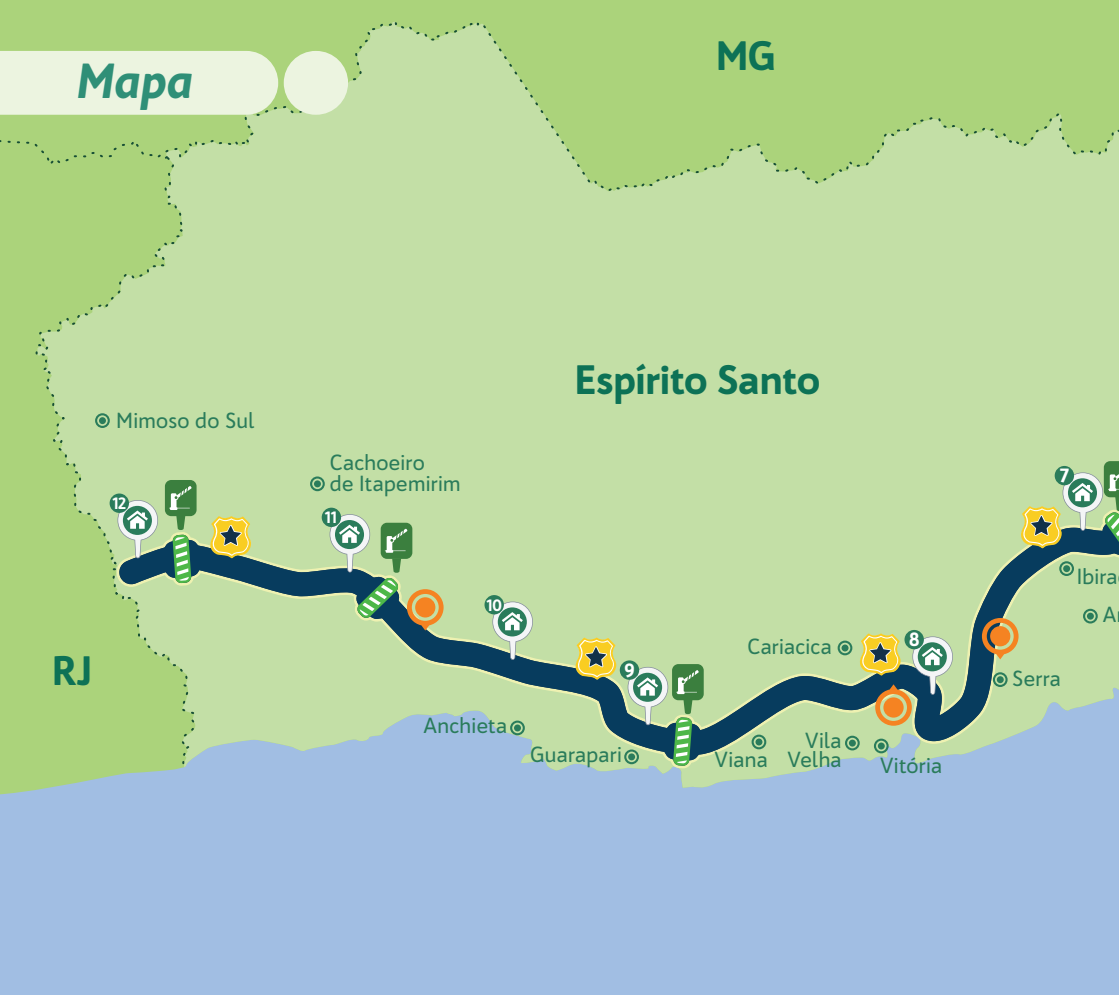 Mapa
MG
Espírito Santo
Mimoso do Sul
Cachoeiro
de Itapemirim
7
12
11
Ibira
10
A
Cariacica
8
RJ
9
Serra
Anchieta
Guarapari
Viana
Vila
Velha
Vitória